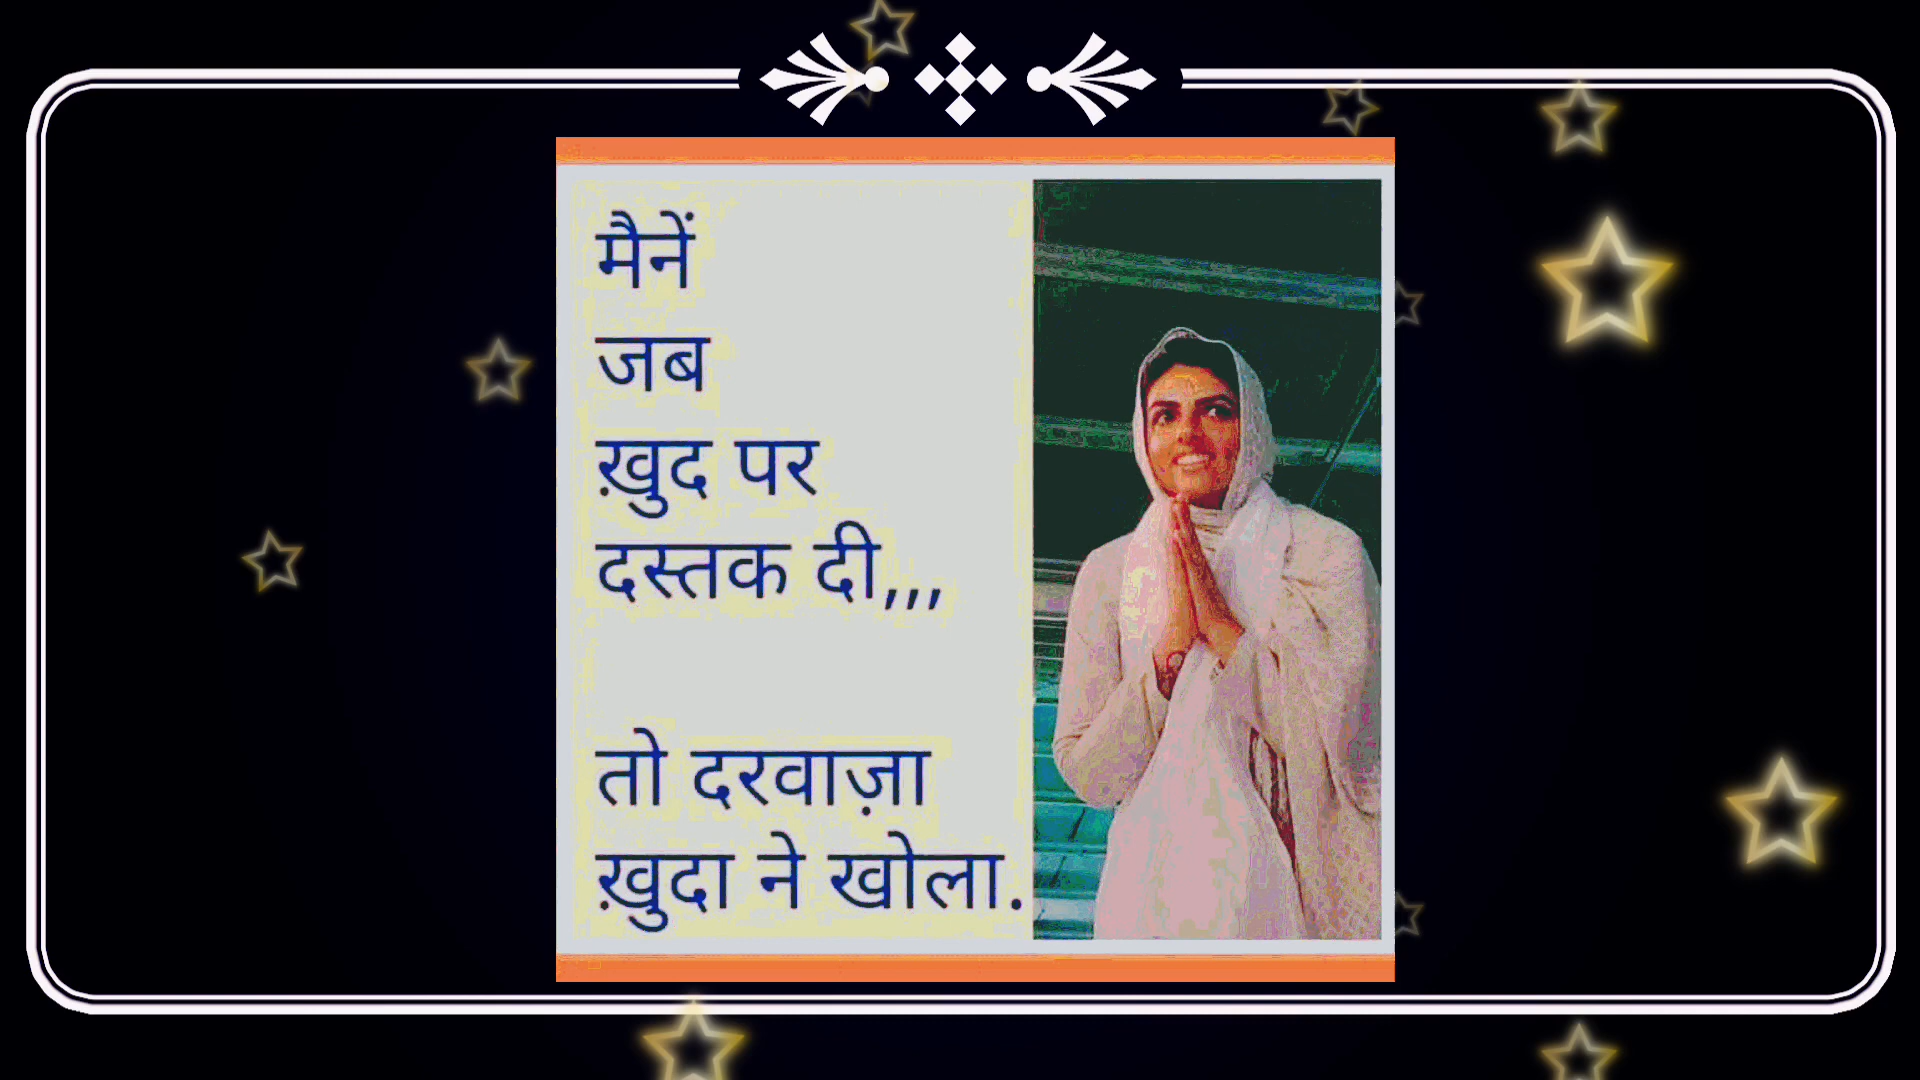 मैनें
जब
ख़ुद पर
दस्तक दी,,,
तो दरवाज़ा
ख़ुदा ने खोला.